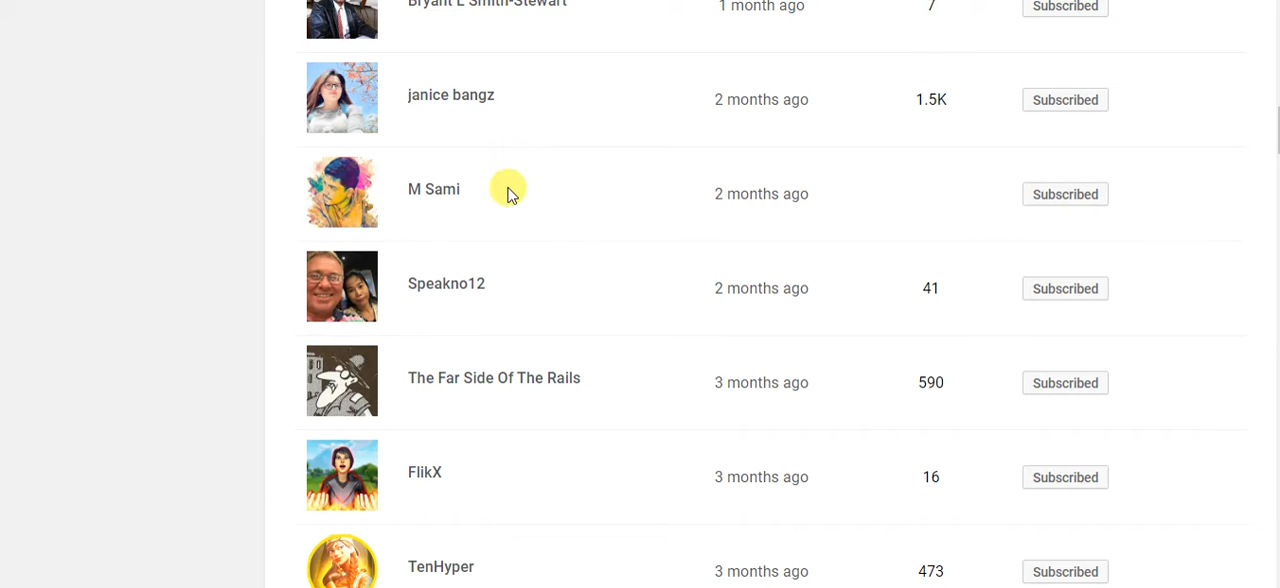 Bryant L Smith-Stewart 1 month ago 7 Subscribed
janice bangz 2 months ago 1.5K Subscribed
M Sami 2 months ago Subscribed
Speakno12 2 months ago 41 Subscribed
The Far Side Of The Rails 3 months ago 590 Subscribed
FlikX 3 months ago 16 Subscribed
TenHyper 3 months ago 473 Subscribed